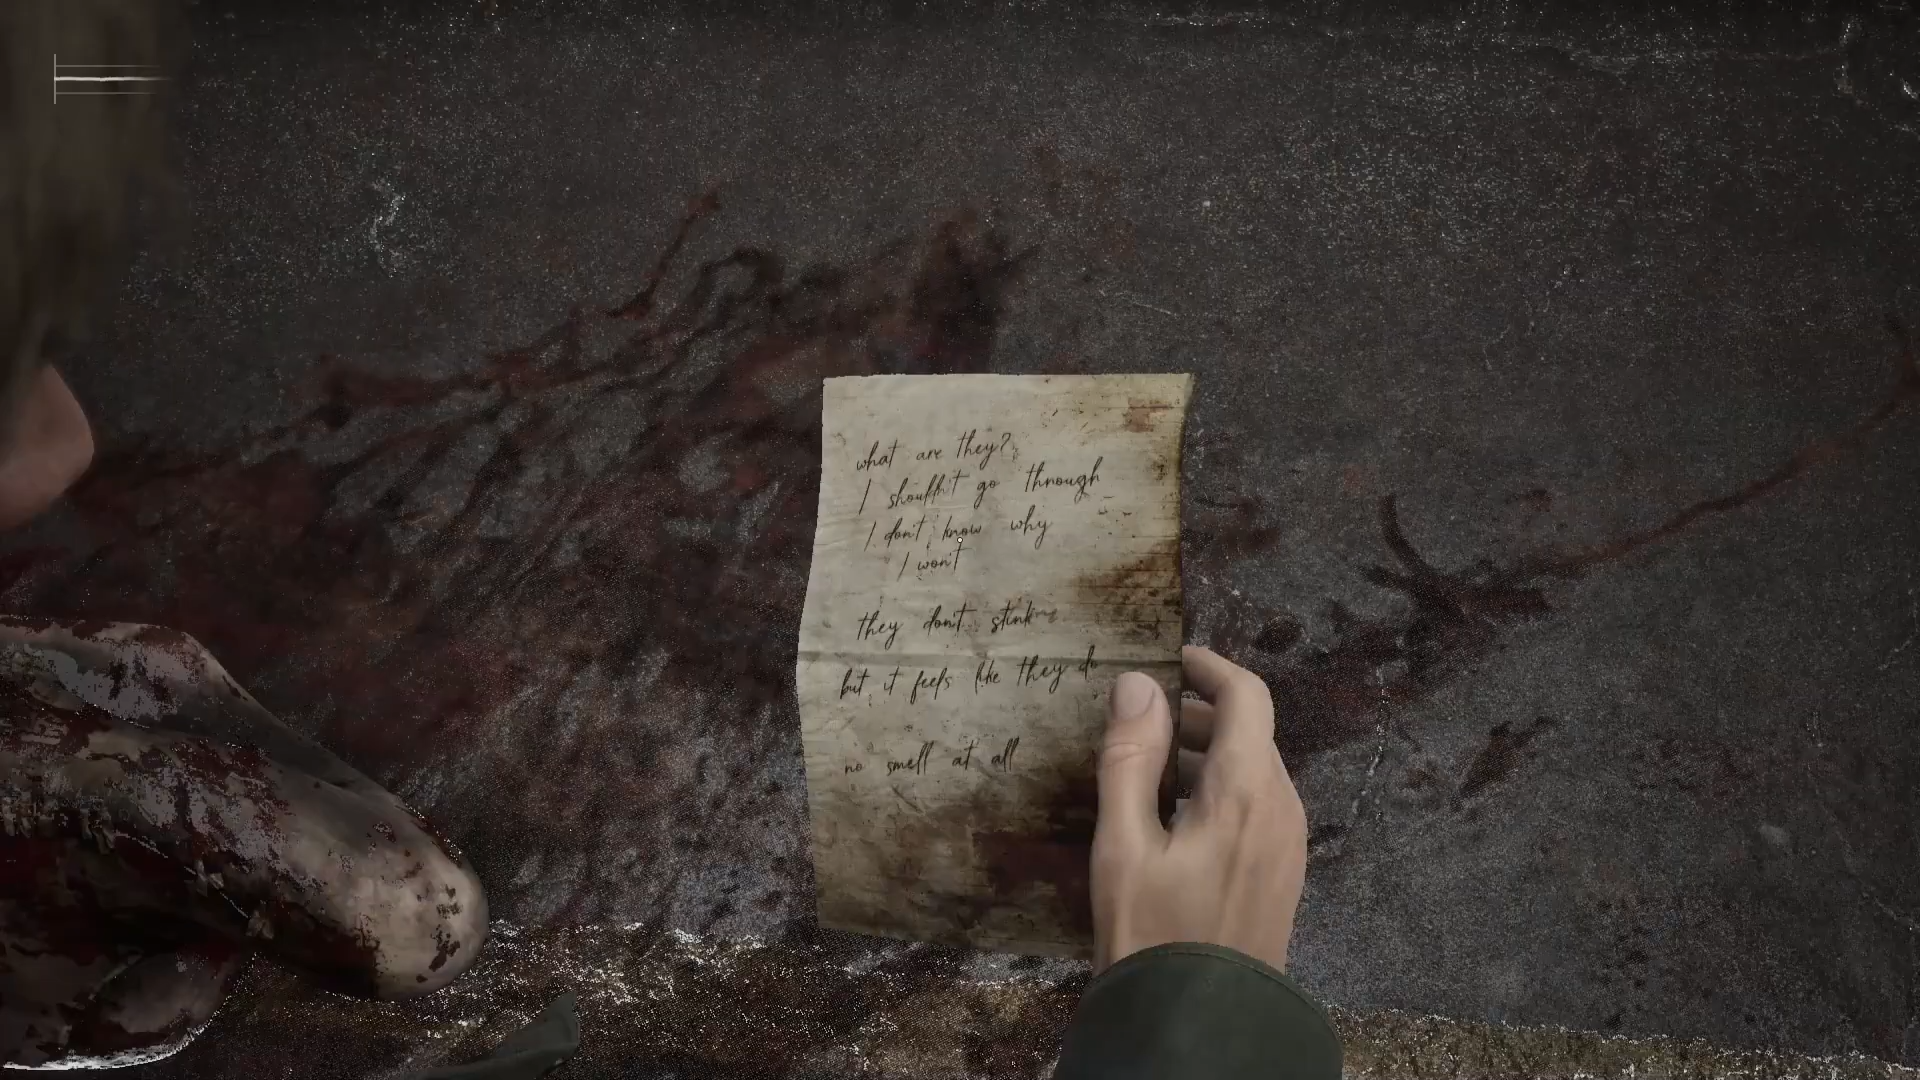 what are they?
I shouldn't go through
I don't know why
I won't
they don't stink
but it feels like they do
no smell at all